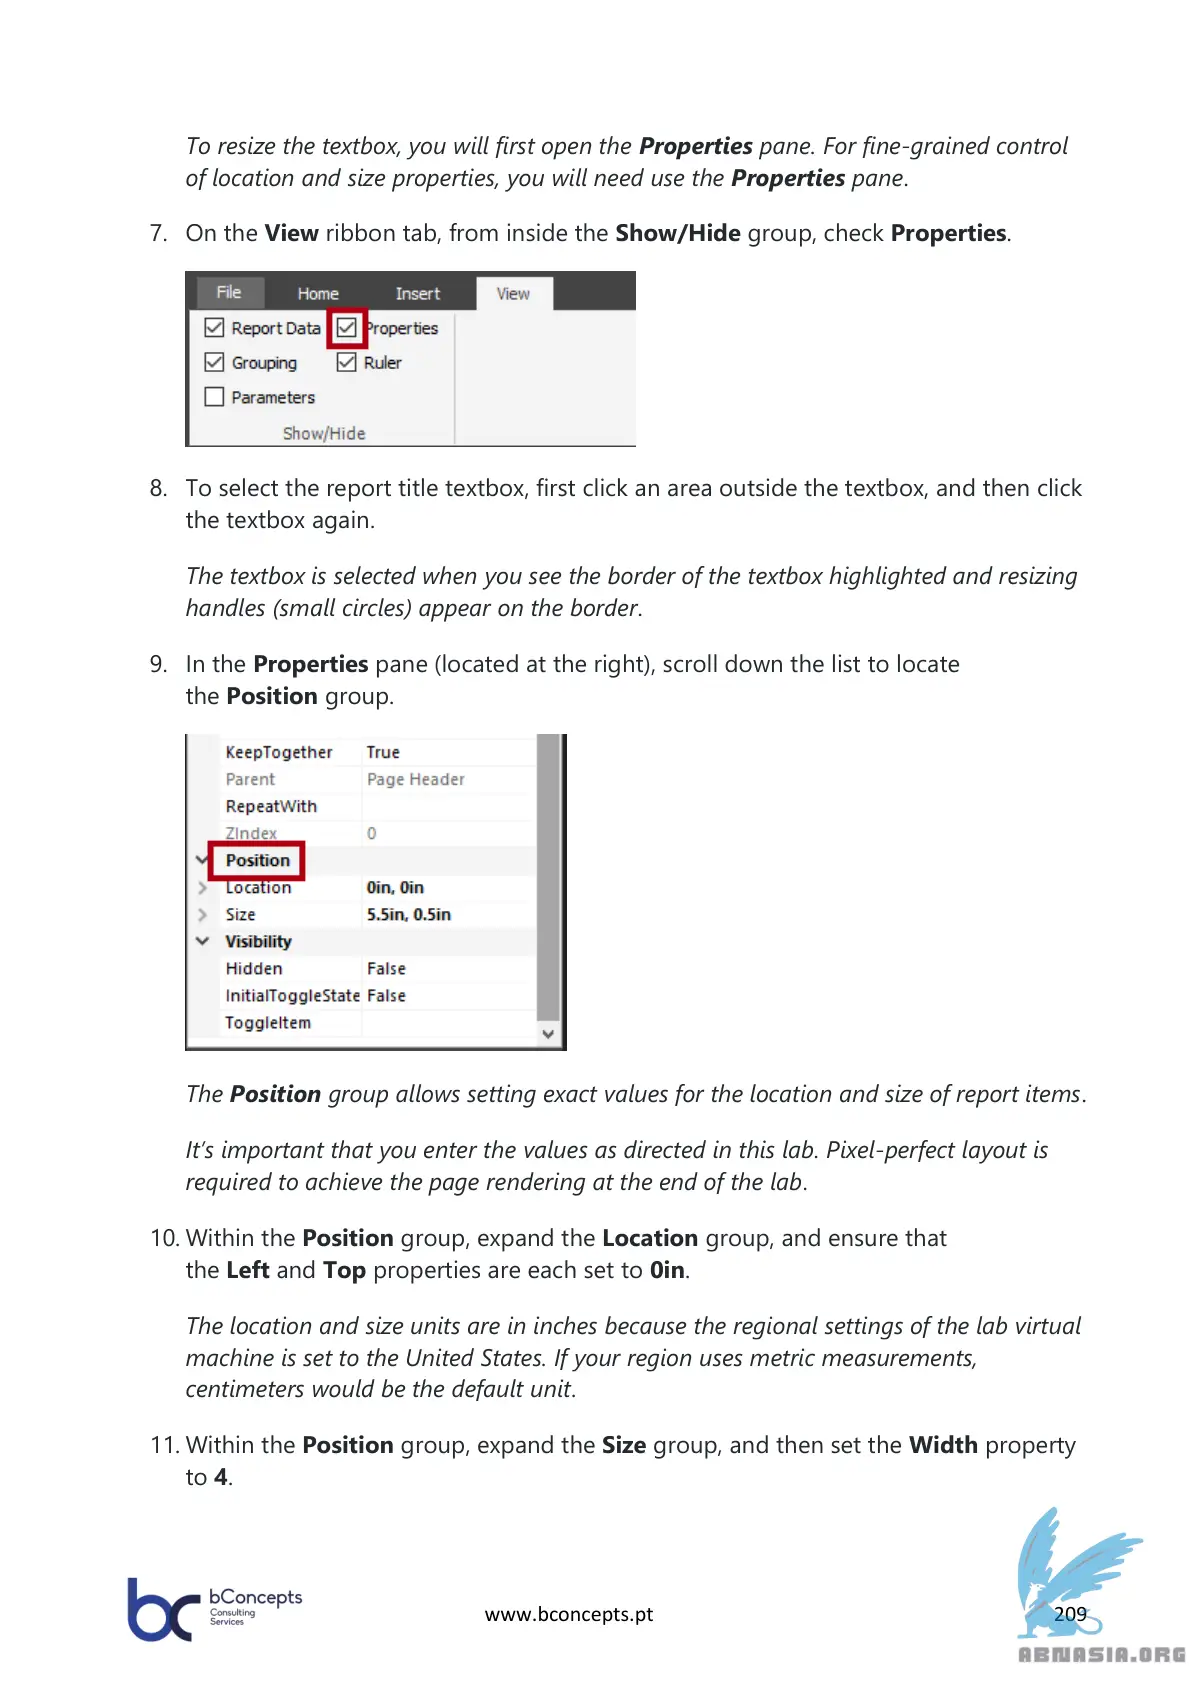 To resize the textbox, you will first open the Properties pane. For fine-grained control
of location and size properties, you will need use the Properties pane.
7. On the View ribbon tab, from inside the Show/Hide group, check Properties.
File Home Insert View
Report Data Properties
Grouping Ruler
Parameters
Show/Hide
8. To select the report title textbox, first click an area outside the textbox, and then click
the textbox again.
The textbox is selected when you see the border of the textbox highlighted and resizing
handles (small circles) appear on the border.
9. In the Properties pane (located at the right), scroll down the list to locate
the Position group.
KeepTogether True
Parent Page Header
RepeatWith
ZIndex 0
Position
Location 0in, 0in
Size 5.5in, 0.5in
Visibility
Hidden False
InitialToggleState False
ToggleItem
The Position group allows setting exact values for the location and size of report items.
It’s important that you enter the values as directed in this lab. Pixel-perfect layout is
required to achieve the page rendering at the end of the lab.
10. Within the Position group, expand the Location group, and ensure that
the Left and Top properties are each set to 0in.
The location and size units are in inches because the regional settings of the lab virtual
machine is set to the United States. If your region uses metric measurements,
centimeters would be the default unit.
11. Within the Position group, expand the Size group, and then set the Width property
to 4.
bc bConcepts
Consulting
Services
www.bconcepts.pt
209
ABNASIA.ORG